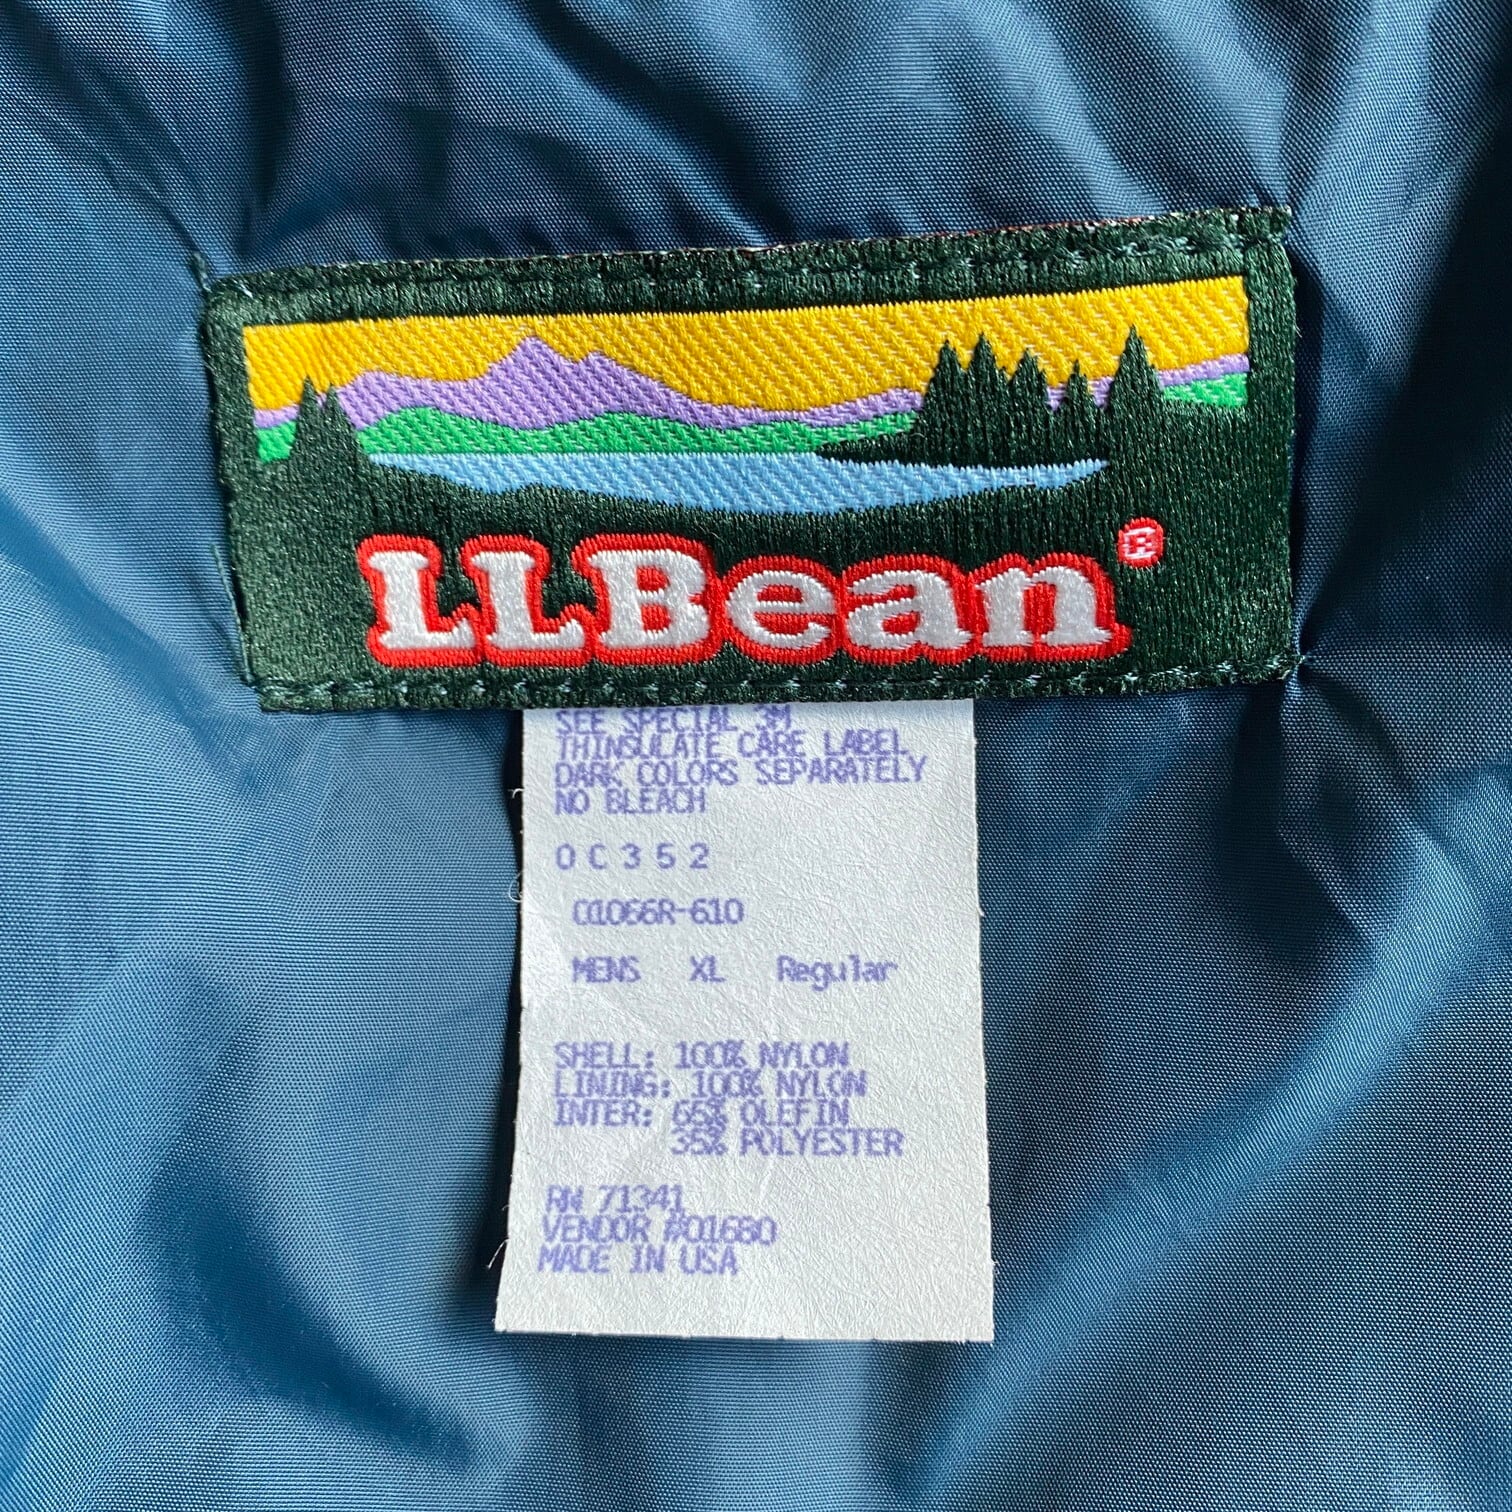 LLBean®
SEE SPECIAL 3M
THINSULATE CARE LABEL
DARK COLORS SEPARATELY
NO BLEACH
0C352
01066R-610
MENS XL Regular
SHELL: 100% NYLON
LINING: 100% NYLON
INTER: 65% OLEFIN
35% POLYESTER
RN 71341
VENDOR #01680
MADE IN USA